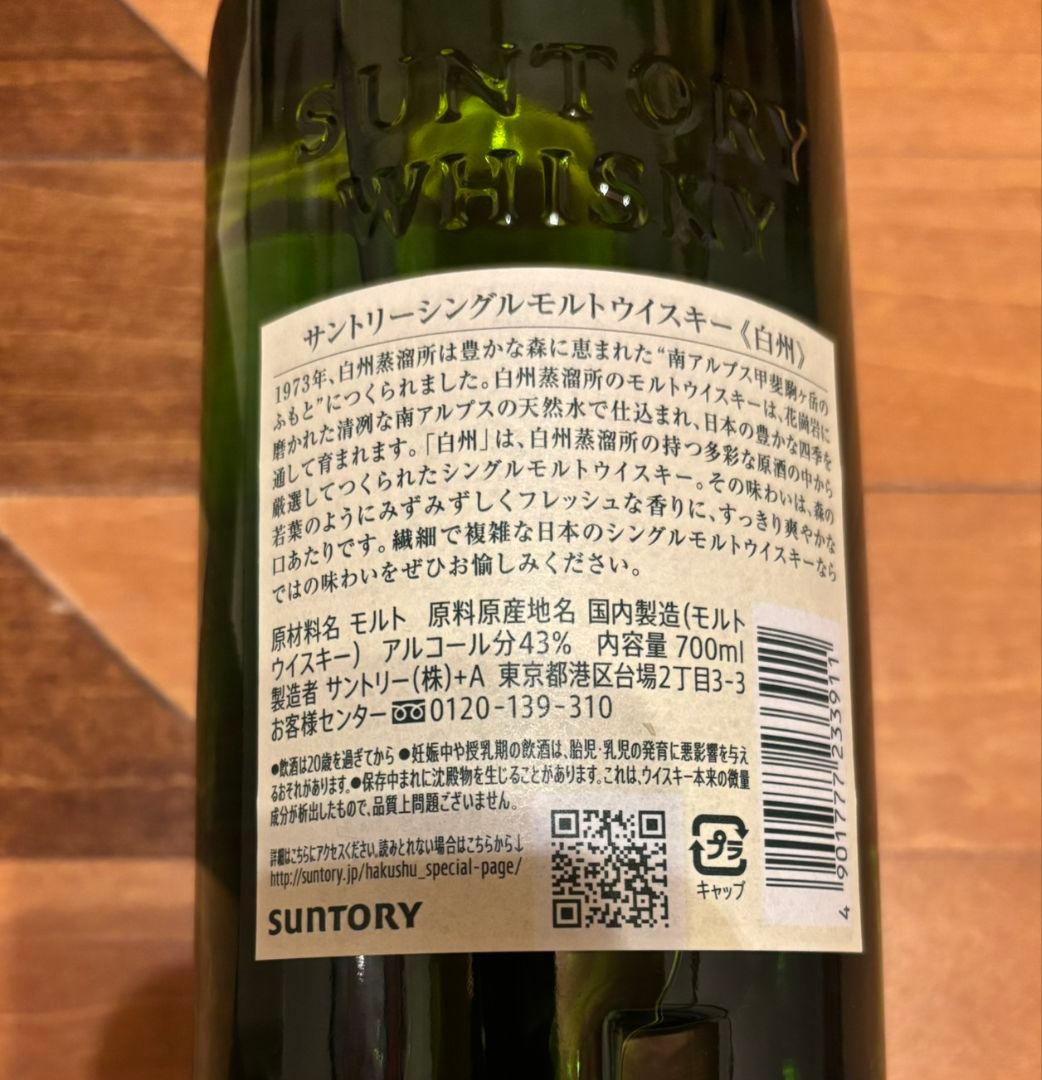 SUNTORY
WHISKY
サントリーシングルモルトウイスキー《白州》
1973年、白州蒸溜所は豊かな森に恵まれた“南アルプス甲斐駒ヶ岳の
ふもと”につくられました。白州蒸溜所のモルトウイスキーは、花崗岩に
磨かれた清冽な南アルプスの天然水で仕込まれ、日本の豊かな四季を
通して育まれます。「白州」は、白州蒸溜所の持つ多彩な原酒の中から
厳選してつくられたシングルモルトウイスキー。その味わいは、森の
若葉のようにみずみずしくフレッシュな香りに、すっきり爽やかな
口あたりです。繊細で複雑な日本のシングルモルトウイスキーなら
ではの味わいをぜひお愉しみください。
原材料名 モルト 原料原産地名 国内製造(モルト
ウイスキー) アルコール分43% 内容量 700ml
製造者 サントリー(株)+A 東京都港区台場2丁目3-3
お客様センター 0120-139-310
●飲酒は20歳を過ぎてから ●妊娠中や授乳期の飲酒は、胎児・乳児の発育に悪影響を与え
るおそれがあります。●保存中まれに沈殿物を生じることがあります。これは、ウイスキー本来の微量
成分が析出したもので、品質上問題ございません。
詳細はこちらにアクセスください。読みとれない場合はこちらから↓
http://suntory.jp/hakushu_special-page/
SUNTORY
プラ
キャップ
4 901777 233911